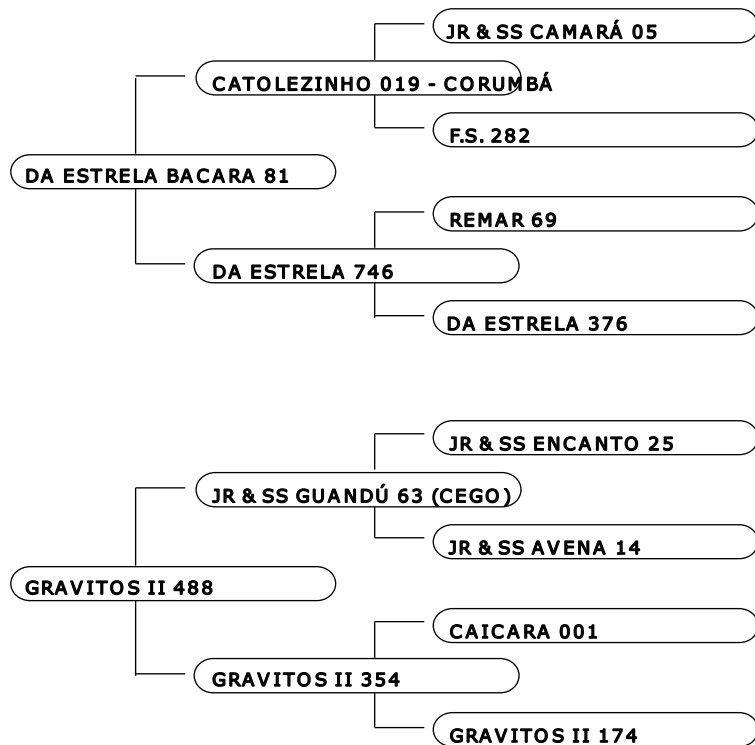 JR & SS CAMARÁ 05
CATOLEZINHO 019 - CORUMBÁ
F.S. 282
DA ESTRELA BACARA 81
REMAR 69
DA ESTRELA 746
DA ESTRELA 376
JR & SS ENCANTO 25
JR & SS GUANDÚ 63 (CEGO)
JR & SS AVENA 14
GRAVITOS II 488
CAICARA 001
GRAVITOS II 354
GRAVITOS II 174